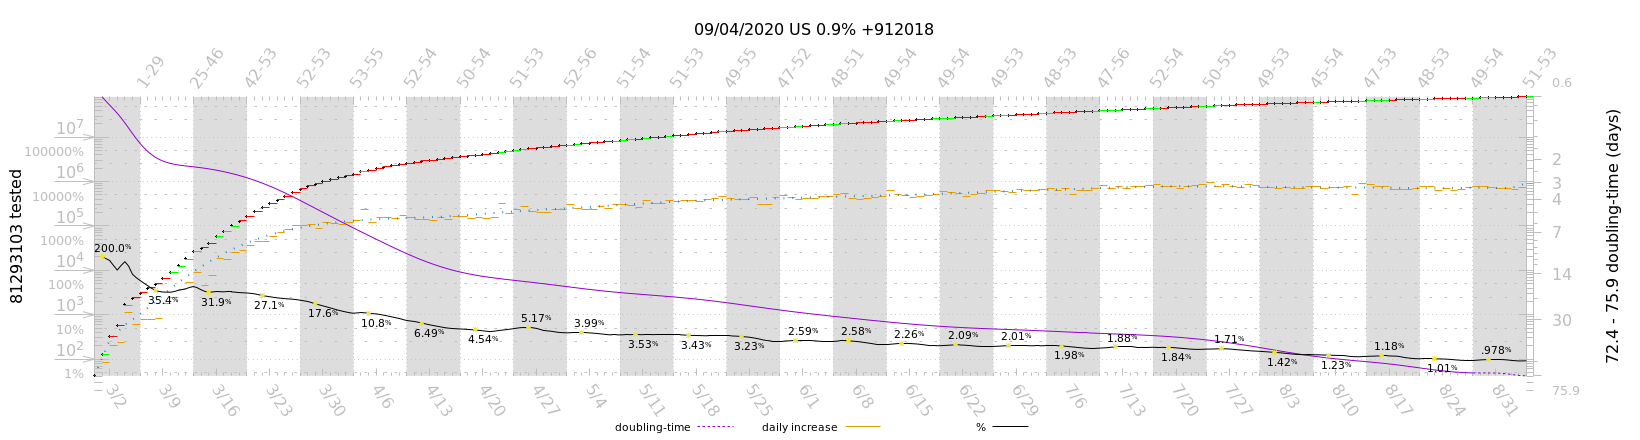 09/04/2020 US 0.9% +912018
1-29 25-46 42-53 52-53 53-55 52-54 50-54 51-53 52-56 51-54 51-53 49-55 47-52 48-51 49-54 49-54 49-53 48-53 47-56 52-54 50-55 49-53 45-54 47-53 48-53 49-54 51-53
81293103 tested
10⁷
100000%
10⁶
10000%
10⁵
1000%
10⁴
100%
10³
10%
10²
1%
200.0% 35.4% 31.9% 27.1% 17.6% 10.8% 6.49% 4.54% 5.17% 3.99% 3.53% 3.43% 3.23% 2.59% 2.58% 2.26% 2.09% 2.01% 1.98% 1.88% 1.84% 1.71% 1.42% 1.23% 1.18% 1.01% .978%
0.6
2
3
4
7
14
30
75.9
72.4 - 75.9 doubling-time (days)
3/2 3/9 3/16 3/23 3/30 4/6 4/13 4/20 4/27 5/4 5/11 5/18 5/25 6/1 6/8 6/15 6/22 6/29 7/6 7/13 7/20 7/27 8/3 8/10 8/17 8/24 8/31
doubling-time daily increase %